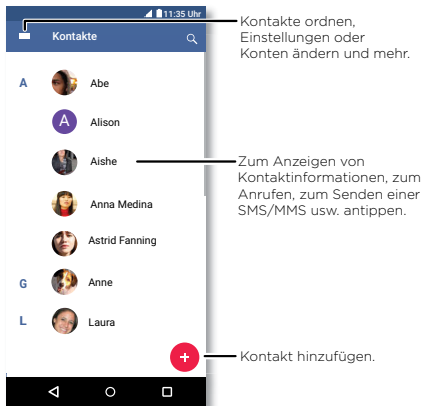 11:35 Uhr
Kontakte
A
Abe
A
Alison
Aishe
Anna Medina
Astrid Fanning
G
Anne
L
Laura
Kontakte ordnen,
Einstellungen oder
Konten ändern und mehr.
Zum Anzeigen von
Kontaktinformationen, zum
Anrufen, zum Senden einer
SMS/MMS usw. antippen.
Kontakt hinzufügen.